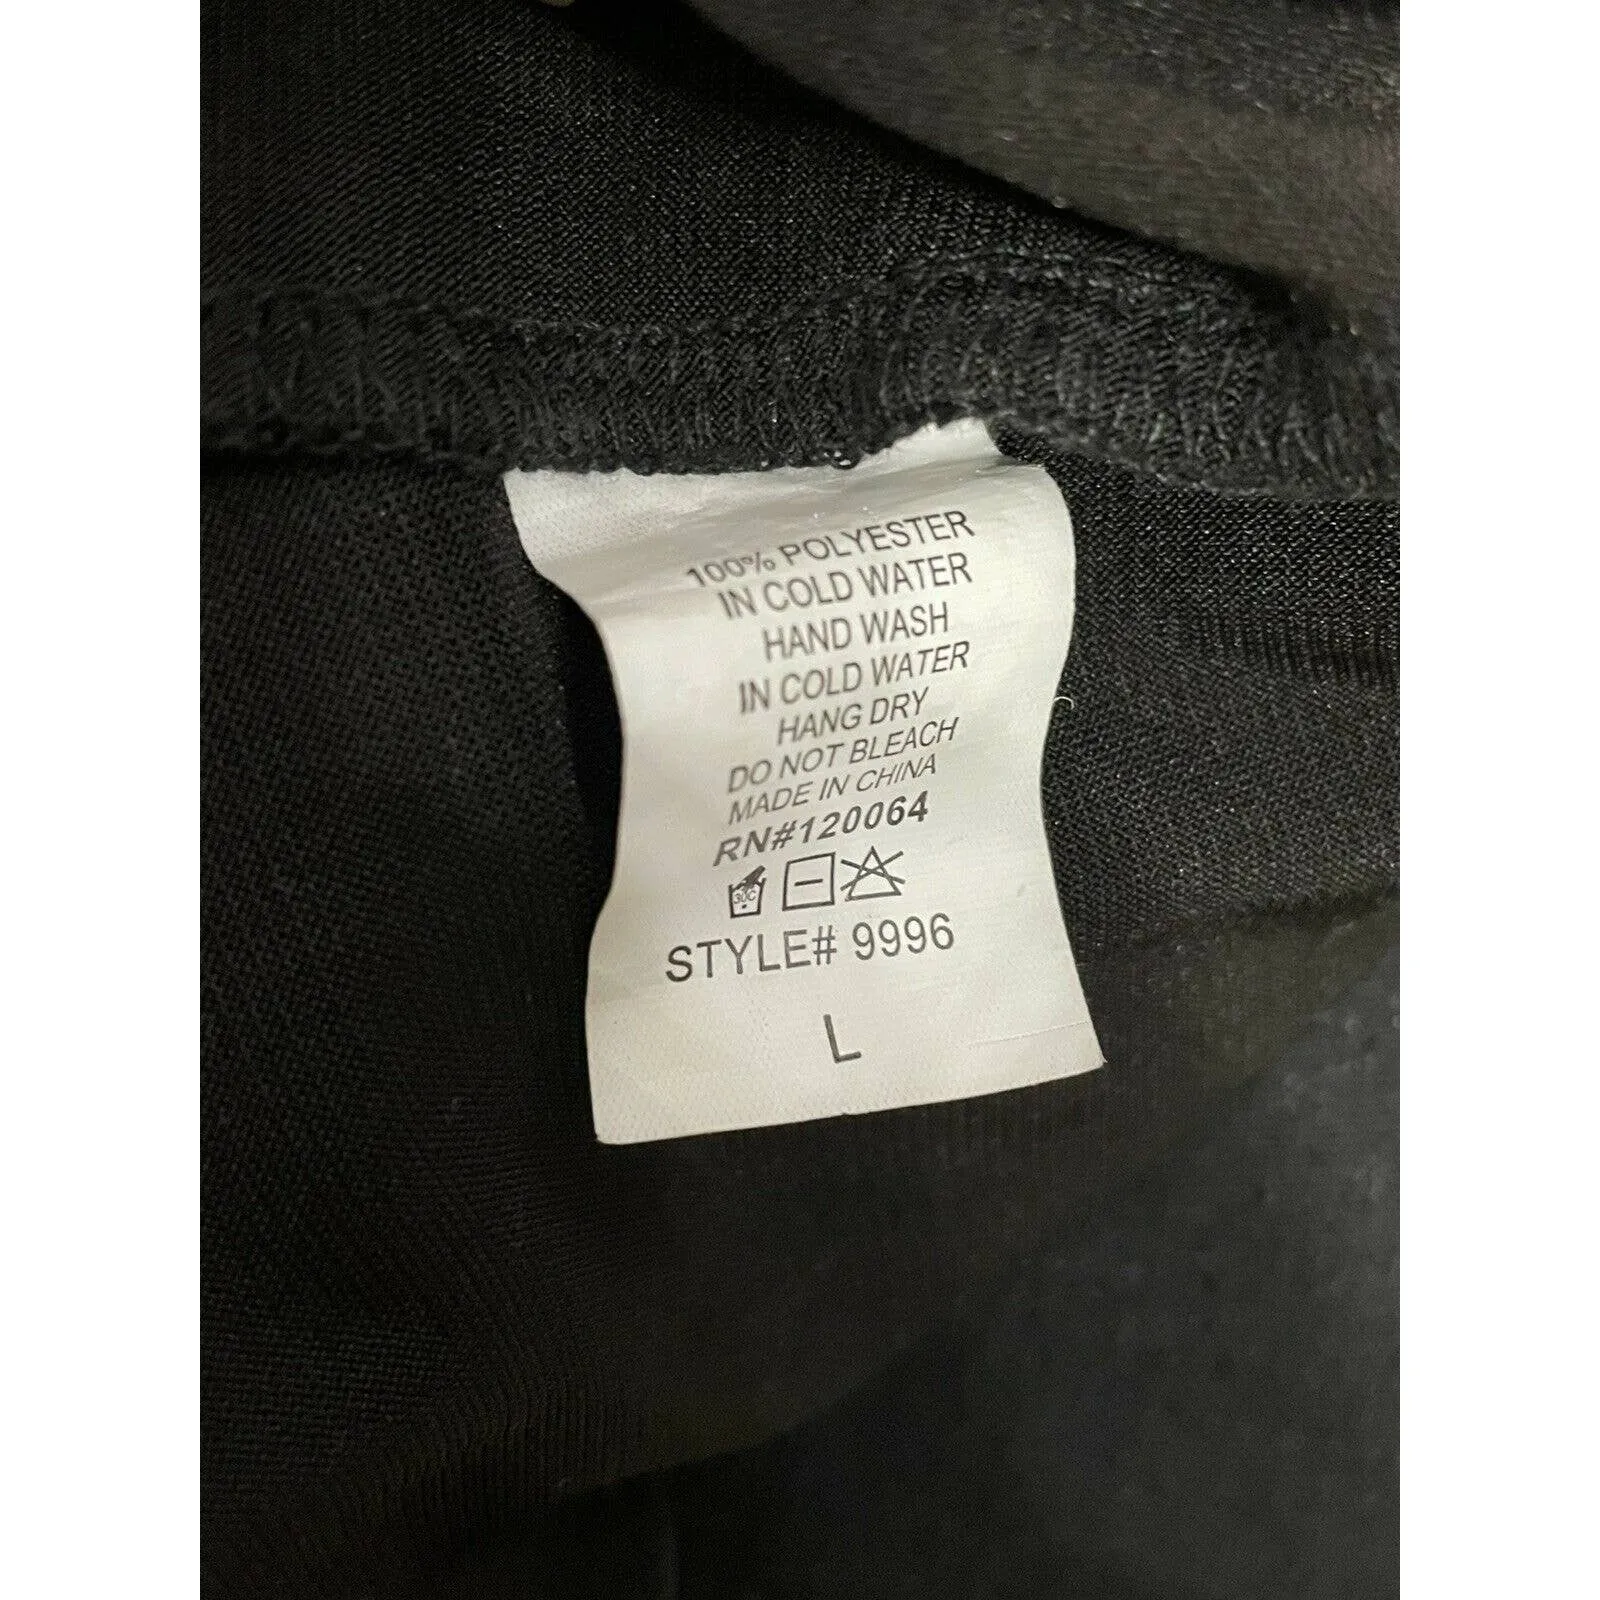 100% POLYESTER
IN COLD WATER
HAND WASH
IN COLD WATER
HANG DRY
DO NOT BLEACH
MADE IN CHINA
RN#120064
30C
STYLE# 9996
L